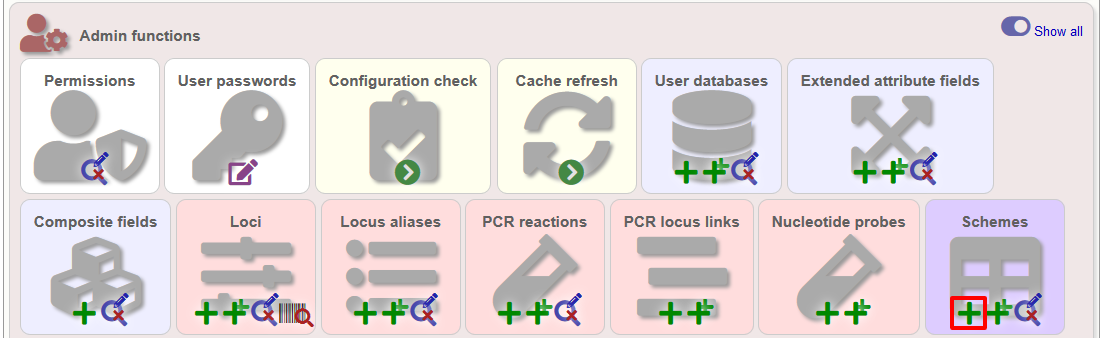 Admin functions
Show all
Permissions
User passwords
Configuration check
Cache refresh
User databases
Extended attribute fields
Composite fields
Loci
Locus aliases
PCR reactions
PCR locus links
Nucleotide probes
Schemes